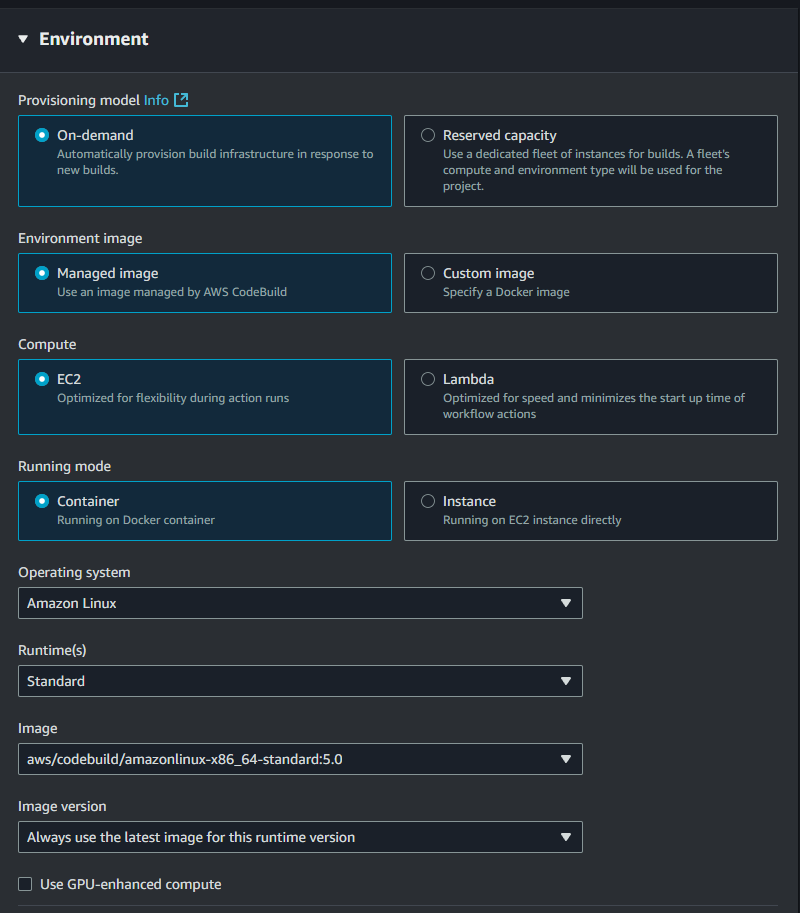 Environment
Provisioning model Info
On-demand
Automatically provision build infrastructure in response to
new builds.
Reserved capacity
Use a dedicated fleet of instances for builds. A fleet's
compute and environment type will be used for the
project.
Environment image
Managed image
Use an image managed by AWS CodeBuild
Custom image
Specify a Docker image
Compute
EC2
Optimized for flexibility during action runs
Lambda
Optimized for speed and minimizes the start up time of
workflow actions
Running mode
Container
Running on Docker container
Instance
Running on EC2 instance directly
Operating system
Amazon Linux
Runtime(s)
Standard
Image
aws/codebuild/amazonlinux-x86_64-standard:5.0
Image version
Always use the latest image for this runtime version
Use GPU-enhanced compute